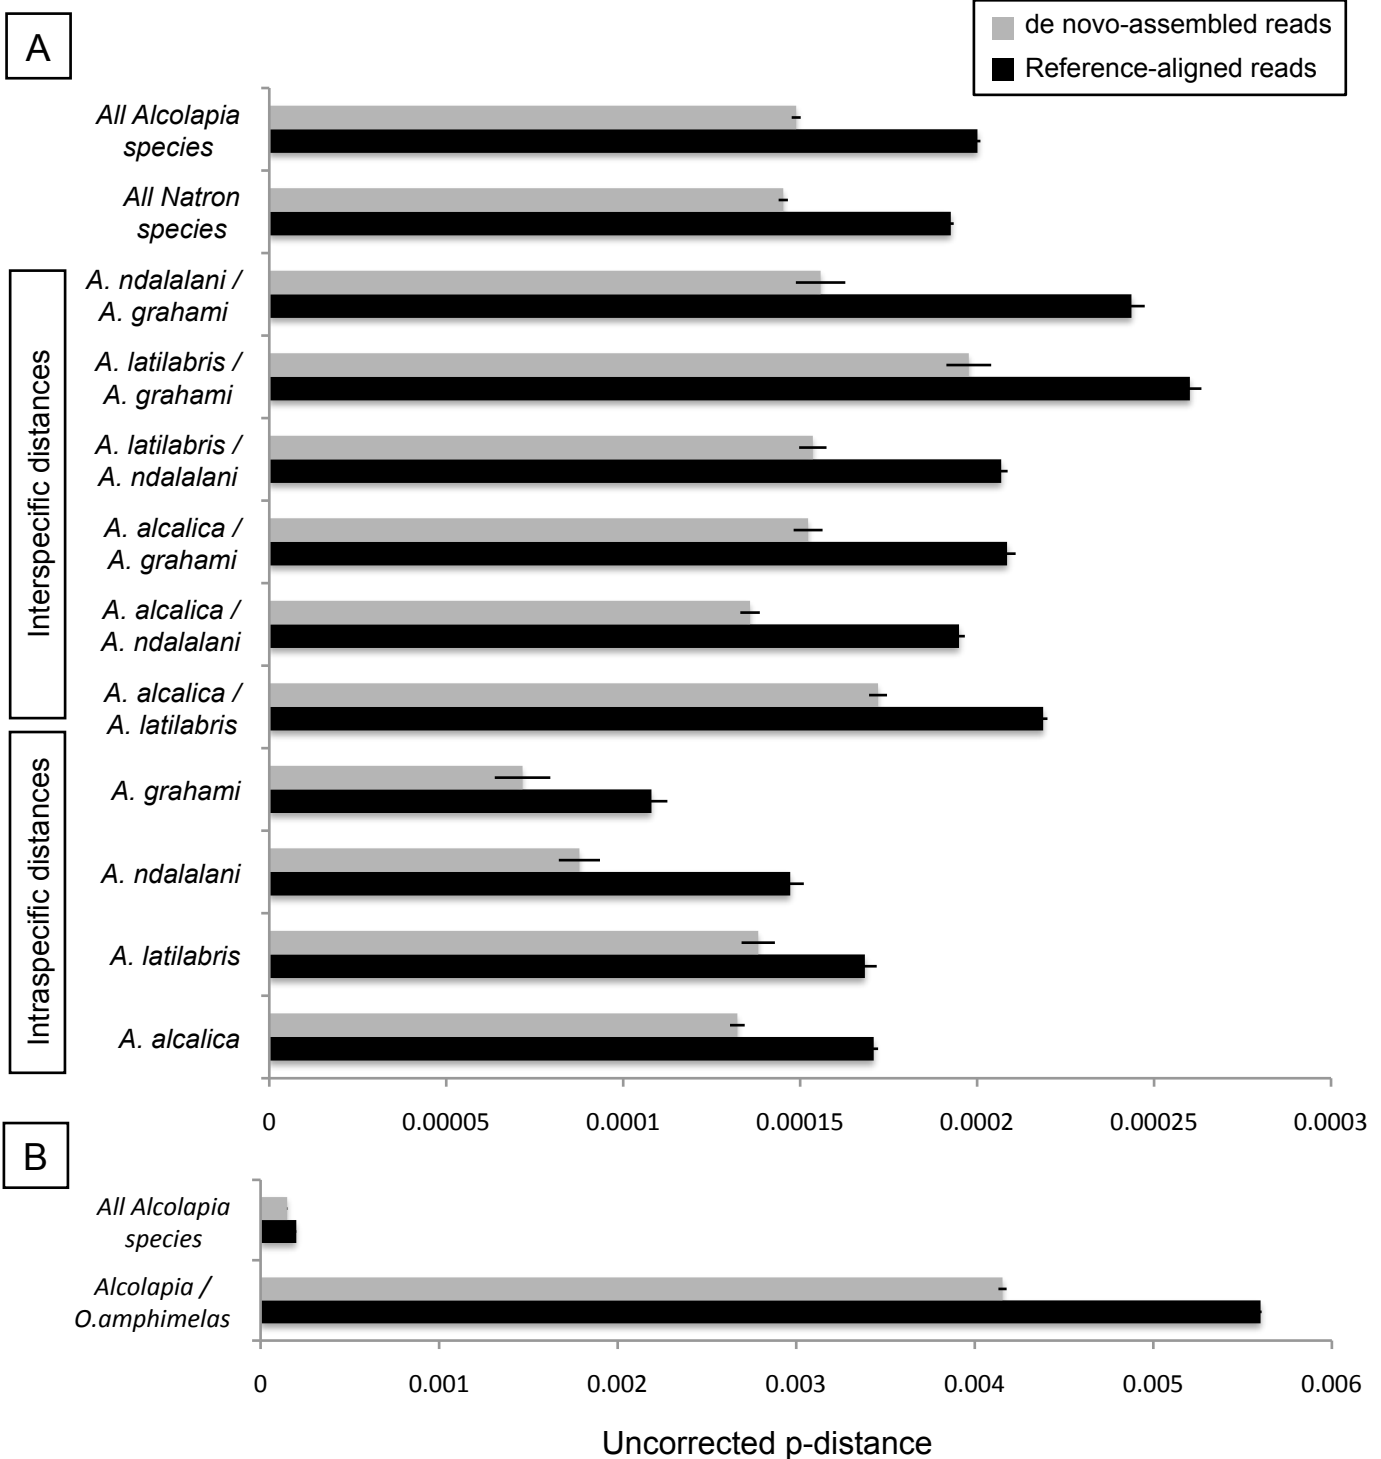 A
de novo-assembled reads
Reference-aligned reads
All Alcolapia
species
All Natron
species
Interspecific distances
A. ndalalani /
A. grahami
A. latilabris /
A. grahami
A. latilabris /
A. ndalalani
A. alcalica /
A. grahami
A. alcalica /
A. ndalalani
A. alcalica /
A. latilabris
Intraspecific distances
A. grahami
A. ndalalani
A. latilabris
A. alcalica
0 0.00005 0.0001 0.00015 0.0002 0.00025 0.0003
B
All Alcolapia
species
Alcolapia /
O.amphimelas
0 0.001 0.002 0.003 0.004 0.005 0.006
Uncorrected p-distance